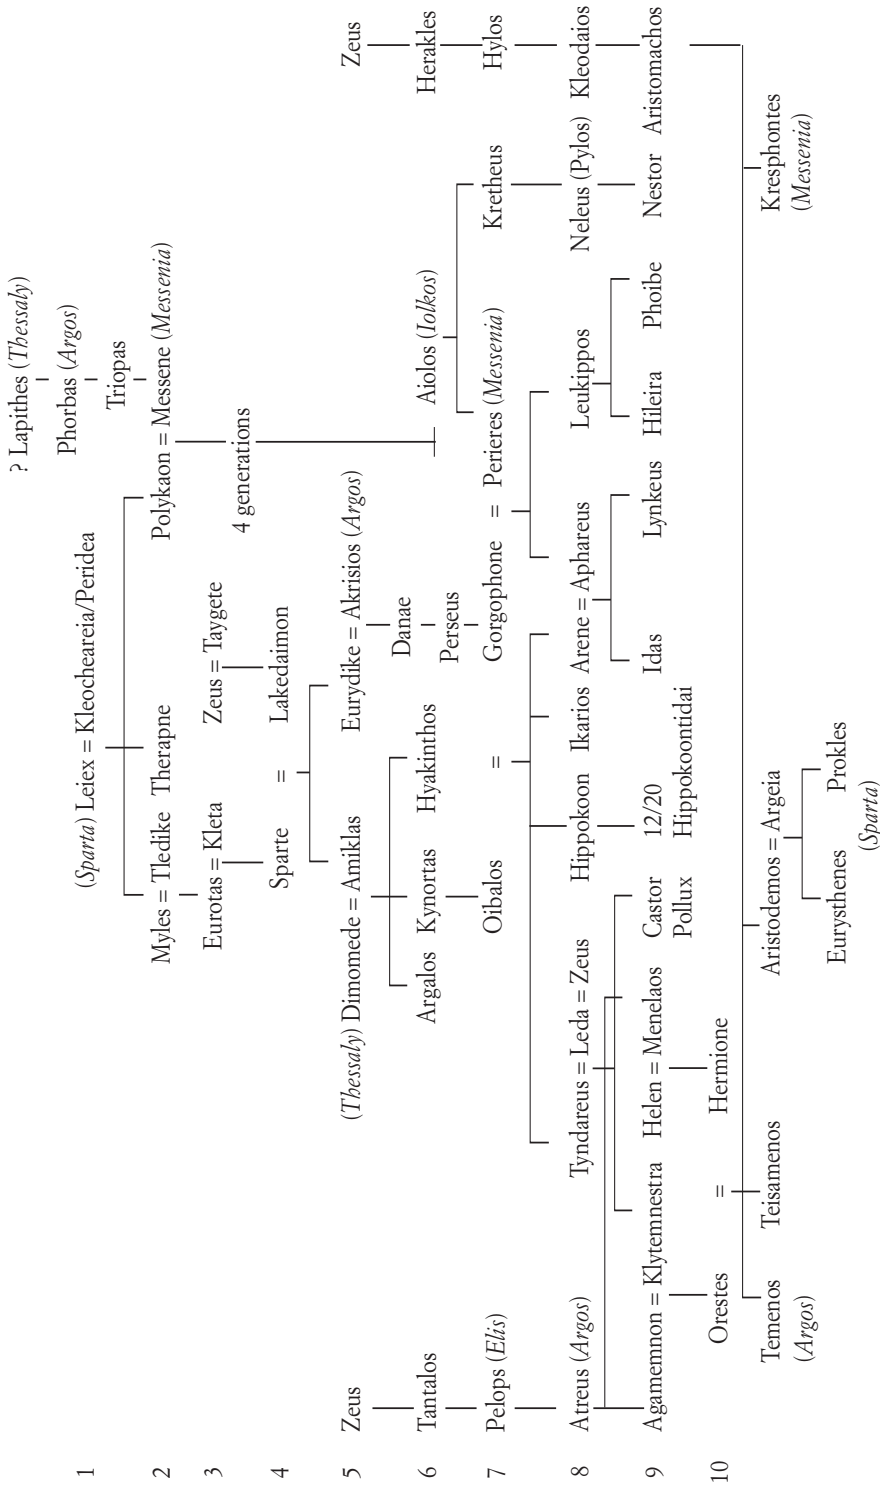 ? Lapithes (Thessaly)
Phorbas (Argos)
Triopas
1 (Sparta) Leiex = Kleocheareia/Peridea
2 Myles = Tledike Therapne Polykaon = Messene (Messenia)
3 Eurotas = Kleta Zeus = Taygete 4 generations
4 Sparte = Lakedaimon
5 Zeus (Thessaly) Dimomede = Amiklas Eurydike = Akrisios (Argos) Zeus
Danae
6 Tantalos Argalos Kynortas Hyakinthos Aiolos (Iolkos) Herakles
Perseus
7 Pelops (Elis) Oibalos = Gorgophone = Perieres (Messenia) Kretheus Hylos
8 Atreus (Argos) Tyndareus = Leda = Zeus Hippokoon Ikarios Arene = Aphareus Leukippos Neleus (Pylos) Kleodaios
9 Agamemnon = Klytemnestra Helen = Menelaos Castor 12/20 Idas Lynkeus Hileira Phoibe Nestor Aristomachos
Pollux Hippokoontidai
10 Orestes = Hermione
Temenos Teisamenos Aristodemos = Argeia Kresphontes
(Argos) (Messenia)
Eurysthenes Prokles
(Sparta)